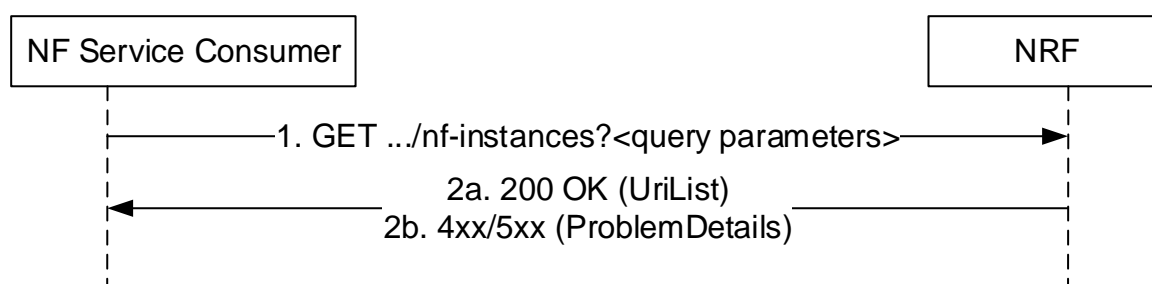 NF Service Consumer
NRF
1. GET .../nf-instances?<query parameters>
2a. 200 OK (UriList)
2b. 4xx/5xx (ProblemDetails)